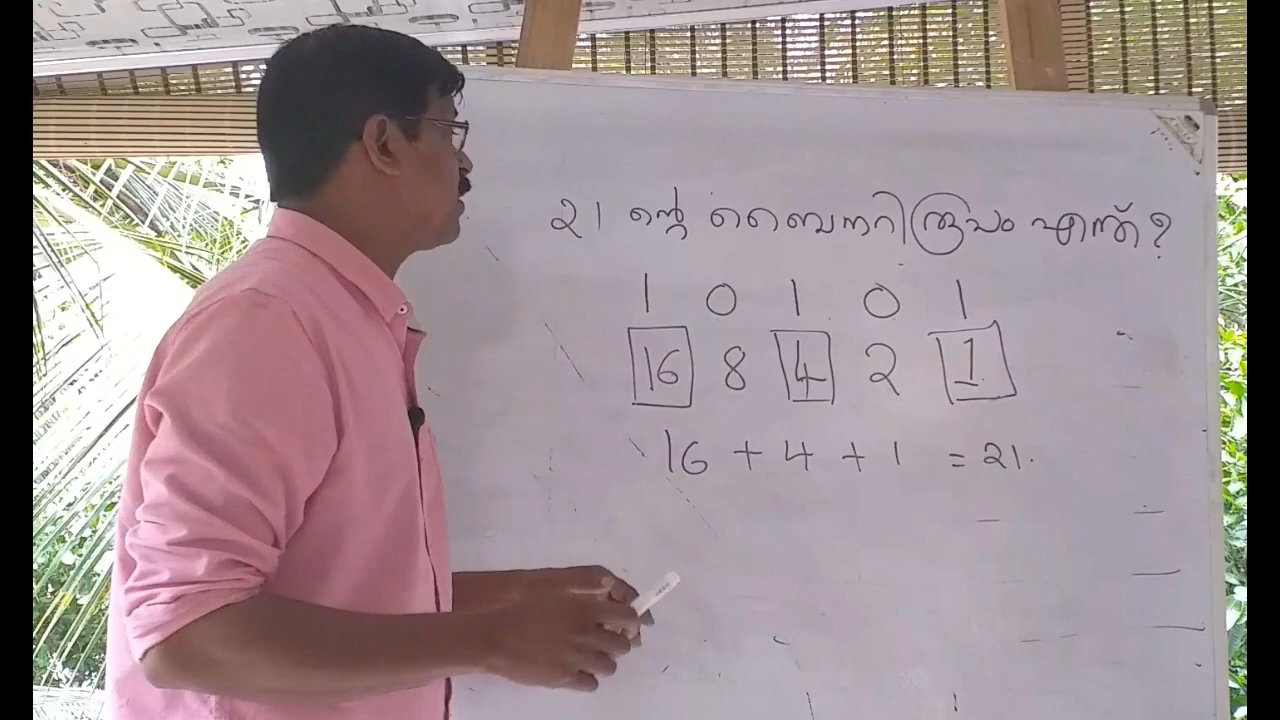 21 ന്റെ ബൈനറി രൂപം എന്ത് ?
1 0 1 0 1
16 8 4 2 1
16 + 4 + 1 = 21.